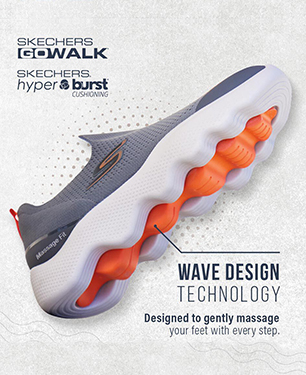 SKECHERS
GOWALK
SKECHERS
hyper burst
CUSHIONING
Massage Fit
WAVE DESIGN
TECHNOLOGY
Designed to gently massage
your feet with every step.